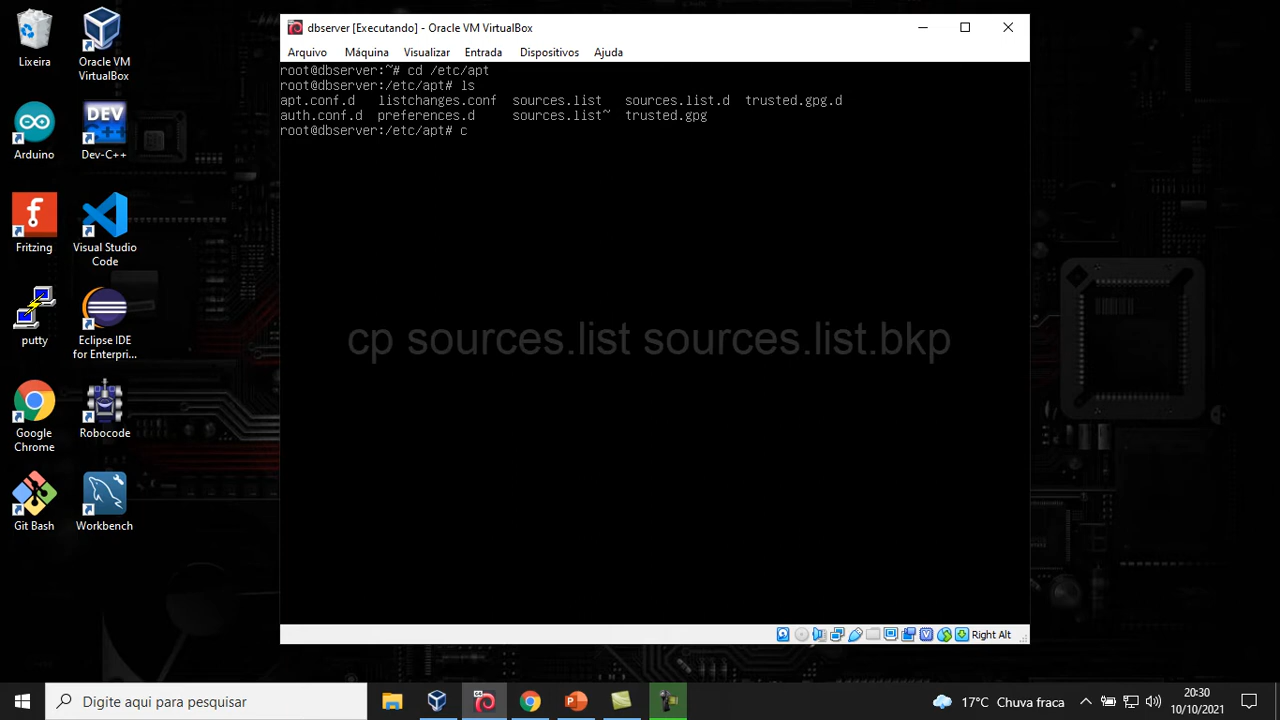 dbserver [Executando] - Oracle VM VirtualBox
Arquivo Máquina Visualizar Entrada Dispositivos Ajuda
root@dbserver:~# cd /etc/apt
root@dbserver:/etc/apt# ls
apt.conf.d listchanges.conf sources.list sources.list.d trusted.gpg.d
auth.conf.d preferences.d sources.list~ trusted.gpg
root@dbserver:/etc/apt# c
cp sources.list sources.list.bkp
Right Alt
Lixeira
Oracle VM
VirtualBox
Arduino
Dev-C++
DEV
Fritzing
Visual Studio
Code
putty
Eclipse IDE
for Enterpri...
Google
Chrome
Robocode
Git Bash
Workbench
Digite aqui para pesquisar
17°C Chuva fraca
20:30
10/10/2021